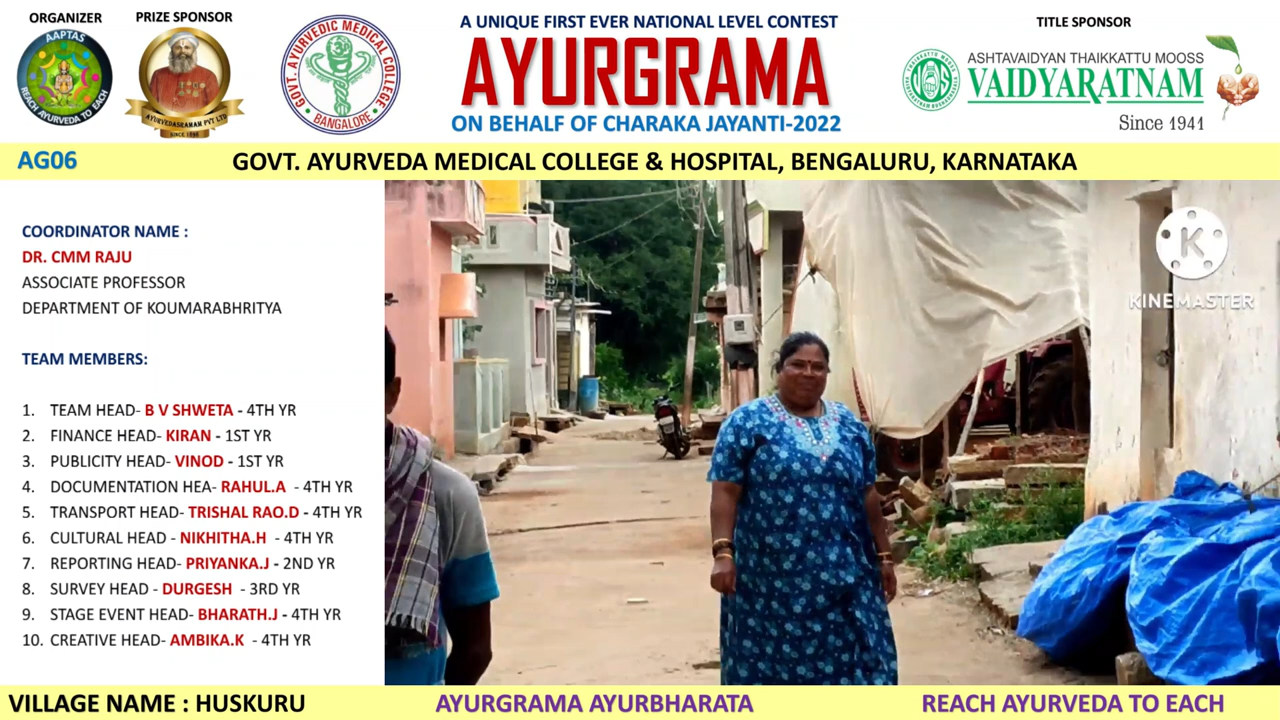 ORGANIZER
AAPTAS
REACH AYURVEDA TO EACH
PRIZE SPONSOR
AYURVEDASRAMAM PVT LTD
SINCE 1898
GOVT. AYURVEDIC MEDICAL COLLEGE
BANGALORE
A UNIQUE FIRST EVER NATIONAL LEVEL CONTEST
AYURGRAMA
ON BEHALF OF CHARAKA JAYANTI-2022
TITLE SPONSOR
ASHTAVAIDYAN THAIKKATTU MOOSS
VAIDYARATNAM
Since 1941
AG06
GOVT. AYURVEDA MEDICAL COLLEGE & HOSPITAL, BENGALURU, KARNATAKA
COORDINATOR NAME :
DR. CMM RAJU
ASSOCIATE PROFESSOR
DEPARTMENT OF KOUMARABHRITYA
TEAM MEMBERS:
1. TEAM HEAD- B V SHWETA - 4TH YR
2. FINANCE HEAD- KIRAN - 1ST YR
3. PUBLICITY HEAD- VINOD - 1ST YR
4. DOCUMENTATION HEA- RAHUL.A - 4TH YR
5. TRANSPORT HEAD- TRISHAL RAO.D - 4TH YR
6. CULTURAL HEAD - NIKHITHA.H - 4TH YR
7. REPORTING HEAD- PRIYANKA.J - 2ND YR
8. SURVEY HEAD - DURGESH - 3RD YR
9. STAGE EVENT HEAD- BHARATH.J - 4TH YR
10. CREATIVE HEAD- AMBIKA.K - 4TH YR
K
KINEMASTER
VILLAGE NAME : HUSKURU
AYURGRAMA AYURBHARATA
REACH AYURVEDA TO EACH